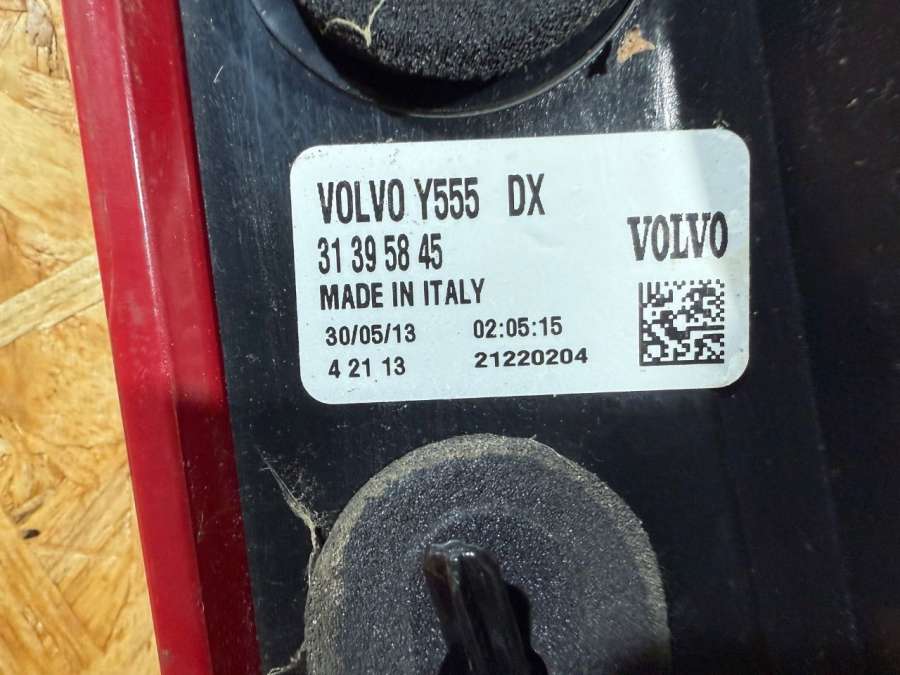 VOLVO Y555 DX
31 39 58 45
VOLVO
MADE IN ITALY
30/05/13 02:05:15
4 21 13 21220204